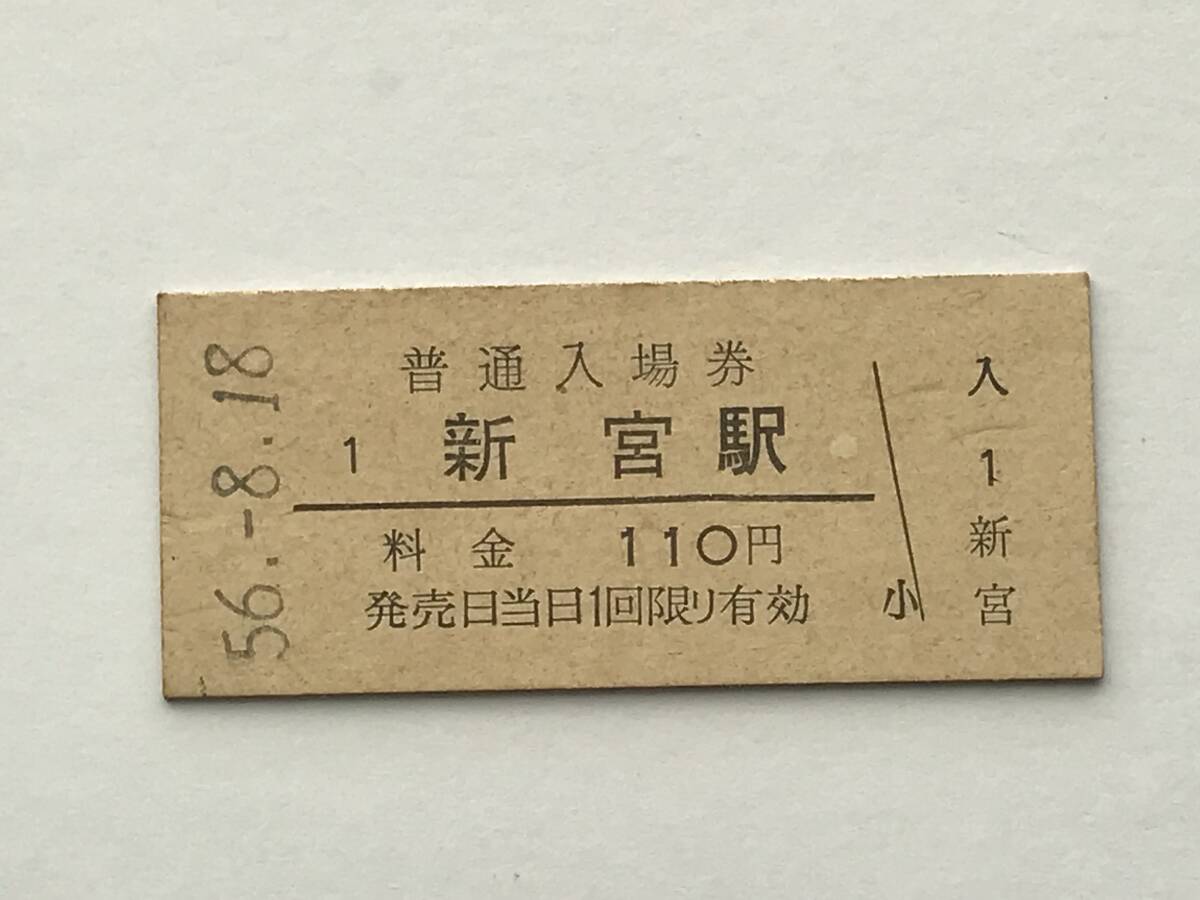 56.-8.18
普通入場券
1 新宮駅
料金 110円
発売日当日1回限り有効
小
入
1
新
宮